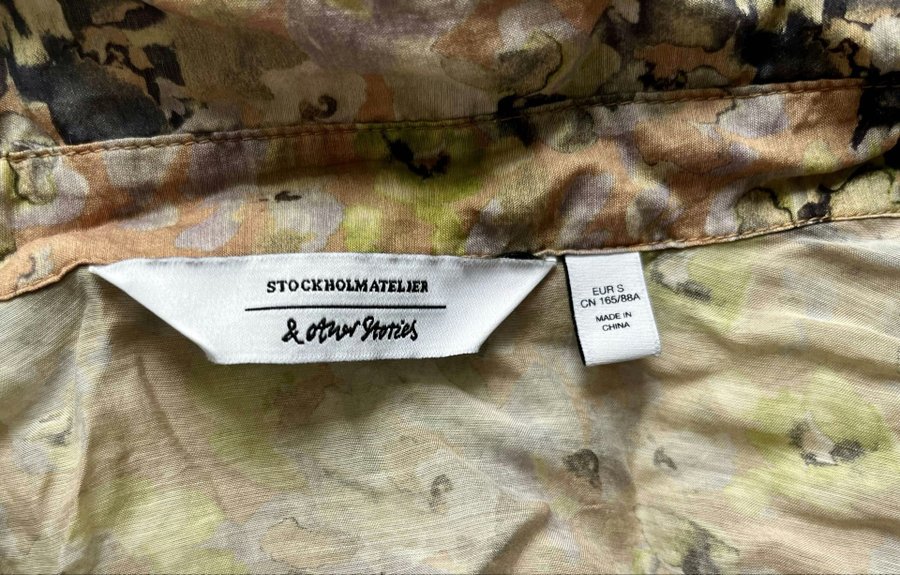 STOCKHOLMATELIER
& Other Stories
EUR S
CN 165/88A
MADE IN
CHINA